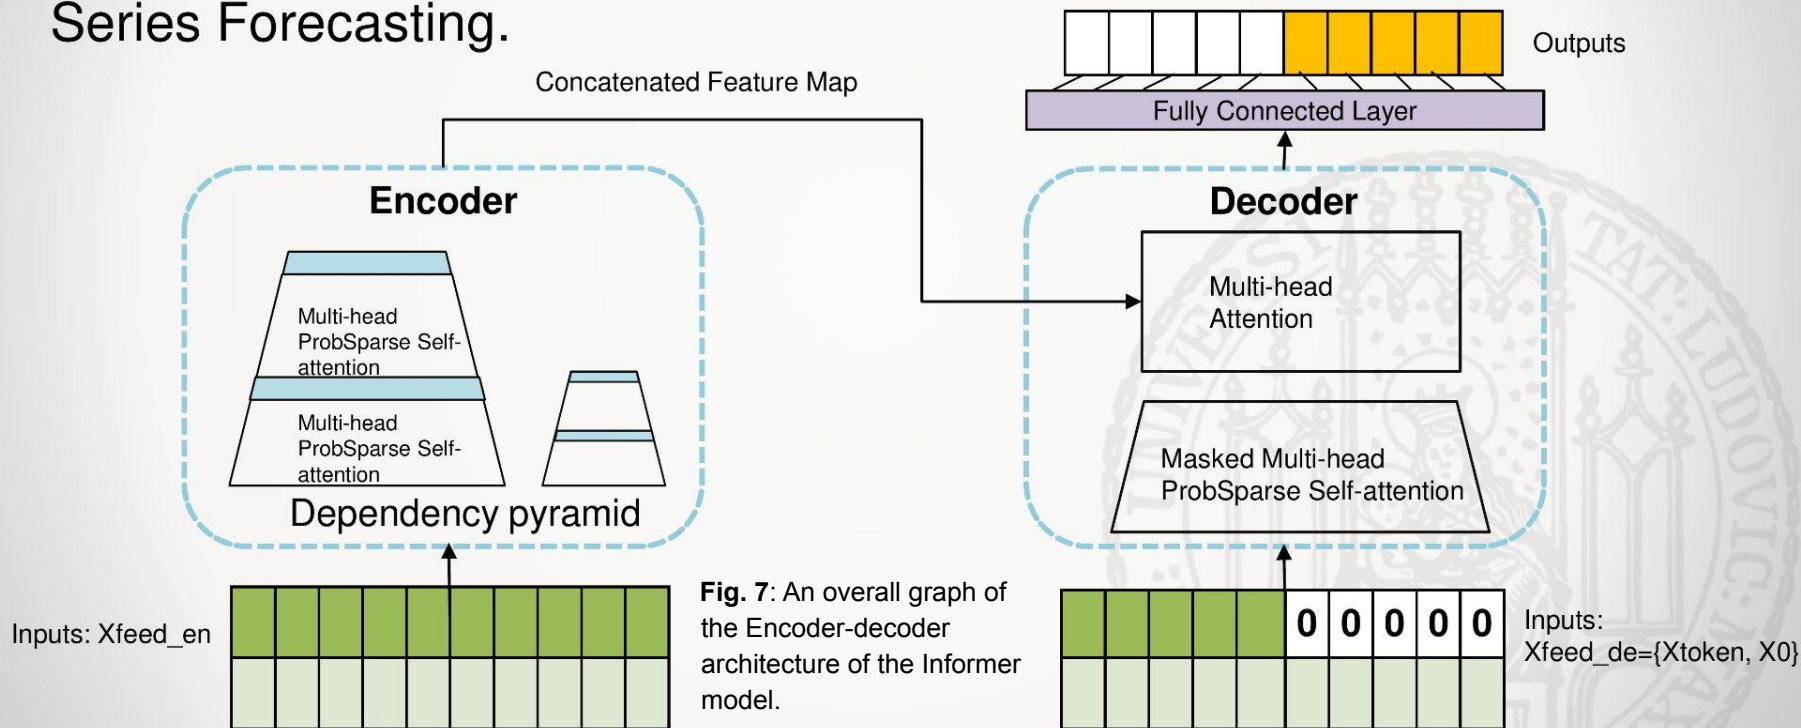 Series Forecasting.
Outputs
Concatenated Feature Map
Fully Connected Layer
Encoder
Multi-head
ProbSparse Self-
attention
Multi-head
ProbSparse Self-
attention
Dependency pyramid
Decoder
Multi-head
Attention
Masked Multi-head
ProbSparse Self-attention
Inputs: Xfeed_en
Fig. 7: An overall graph of
the Encoder-decoder
architecture of the Informer
model.
0 0 0 0 0
Inputs:
Xfeed_de={Xtoken, X0}